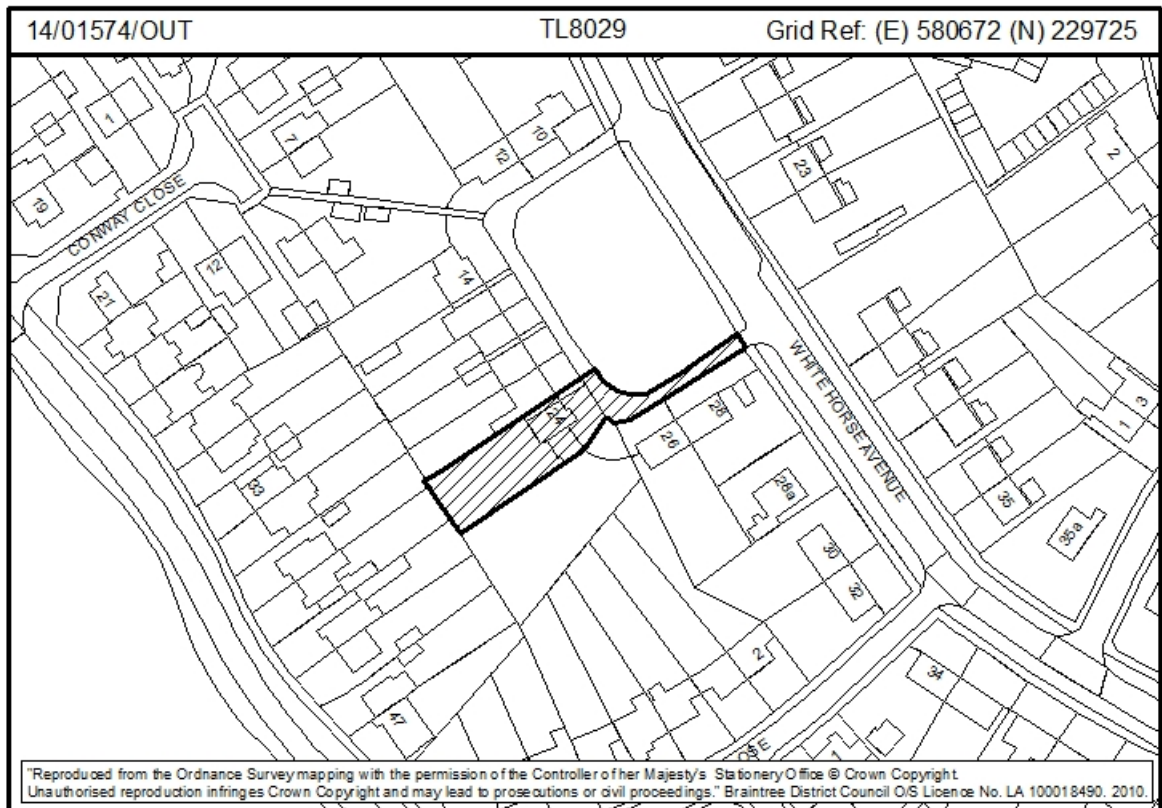 14/01574/OUT TL8029 Grid Ref: (E) 580672 (N) 229725
1
7
10
12
23
2
19
CONWAY CLOSE
12
21
14
WHITE HORSE AVENUE
24
28
26
3
1
33
28a
35
35a
30
32
2
34
47
OSE
1
"Reproduced from the Ordnance Survey mapping with the permission of the Controller of her Majesty's Stationery Office © Crown Copyright.
Unauthorised reproduction infringes Crown Copyright and may lead to prosecutions or civil proceedings." Braintree District Council O/S Licence No. LA 100018490. 2010.